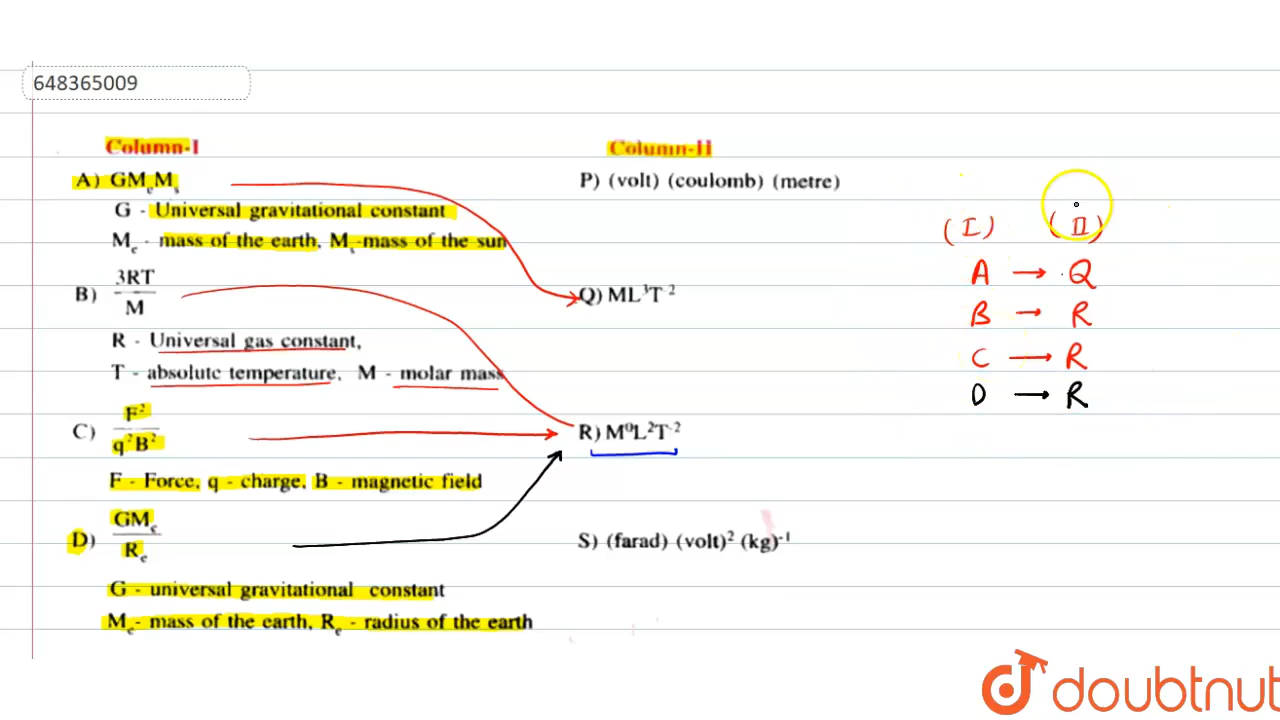 648365009
Column-I Column-II
A) GMₑMₛ P) (volt) (coulomb) (metre)
G - Universal gravitational constant
Mₑ - mass of the earth, Mₛ-mass of the sun
B) 3RT/M Q) ML³T⁻²
R - Universal gas constant,
T - absolute temperature, M - molar mass
C) F²/q²B² R) M⁰L²T⁻²
F - Force, q - charge, B - magnetic field
D) GMₑ/Rₑ S) (farad) (volt)² (kg)⁻¹
G - universal gravitational constant
Mₑ- mass of the earth, Rₑ - radius of the earth
(I) (II)
A → Q
B → R
C → R
D → R
doubtnut